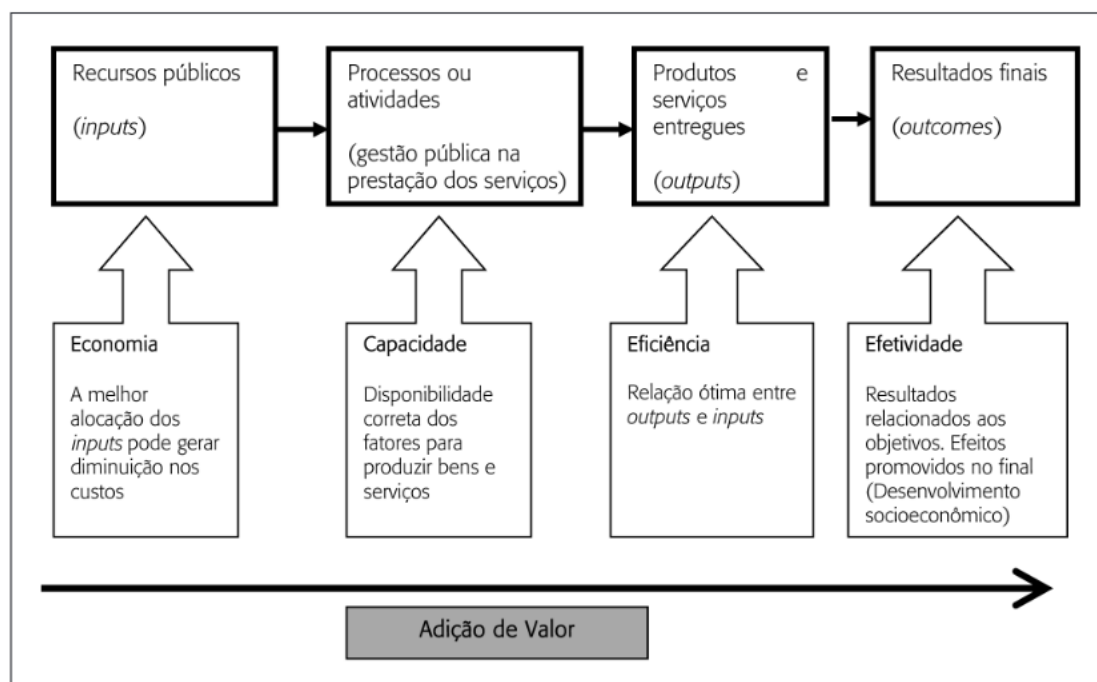 Recursos públicos
(inputs)
Processos ou
atividades
(gestão pública na
prestação dos serviços)
Produtos e
serviços
entregues
(outputs)
Resultados finais
(outcomes)
Economia
A melhor
alocação dos
inputs pode gerar
diminuição nos
custos
Capacidade
Disponibilidade
correta dos
fatores para
produzir bens e
serviços
Eficiência
Relação ótima entre
outputs e inputs
Efetividade
Resultados
relacionados aos
objetivos. Efeitos
promovidos no final
(Desenvolvimento
socioeconômico)
Adição de Valor